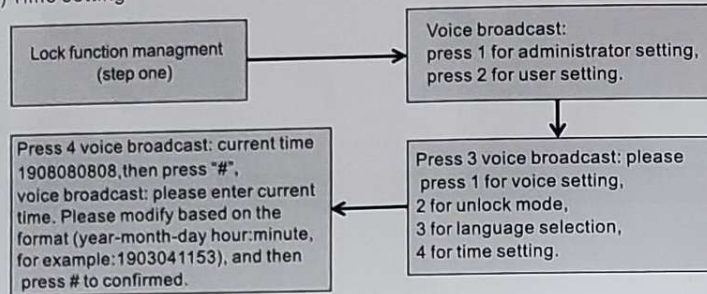 Time setting
Lock function managment
(step one)
Voice broadcast:
press 1 for administrator setting,
press 2 for user setting.
Press 3 voice broadcast: please
press 1 for voice setting,
2 for unlock mode,
3 for language selection,
4 for time setting.
Press 4 voice broadcast: current time
1908080808,then press "#",
voice broadcast: please enter current
time. Please modify based on the
format (year-month-day hour:minute,
for example:1903041153), and then
press # to confirmed.